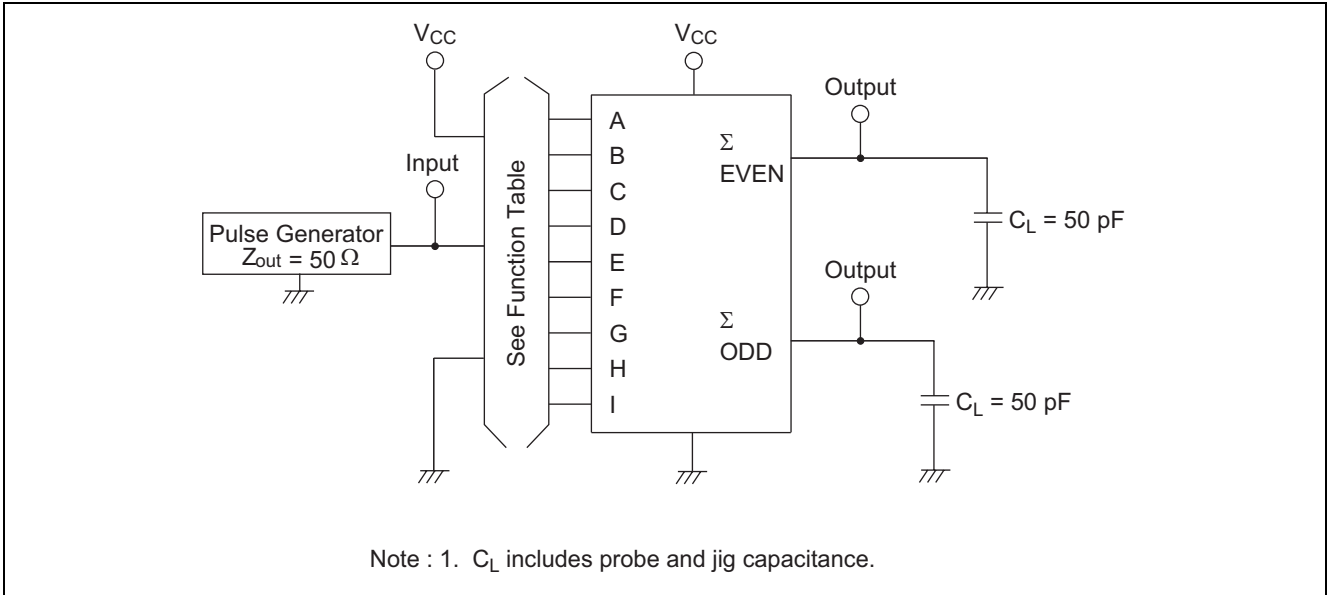 VCC
VCC
Output
Input
Pulse Generator
Zout = 50 Ω
See Function Table
A
B
C
D
E
F
G
H
I
Σ
EVEN
Σ
ODD
CL = 50 pF
Output
CL = 50 pF
Note : 1. CL includes probe and jig capacitance.